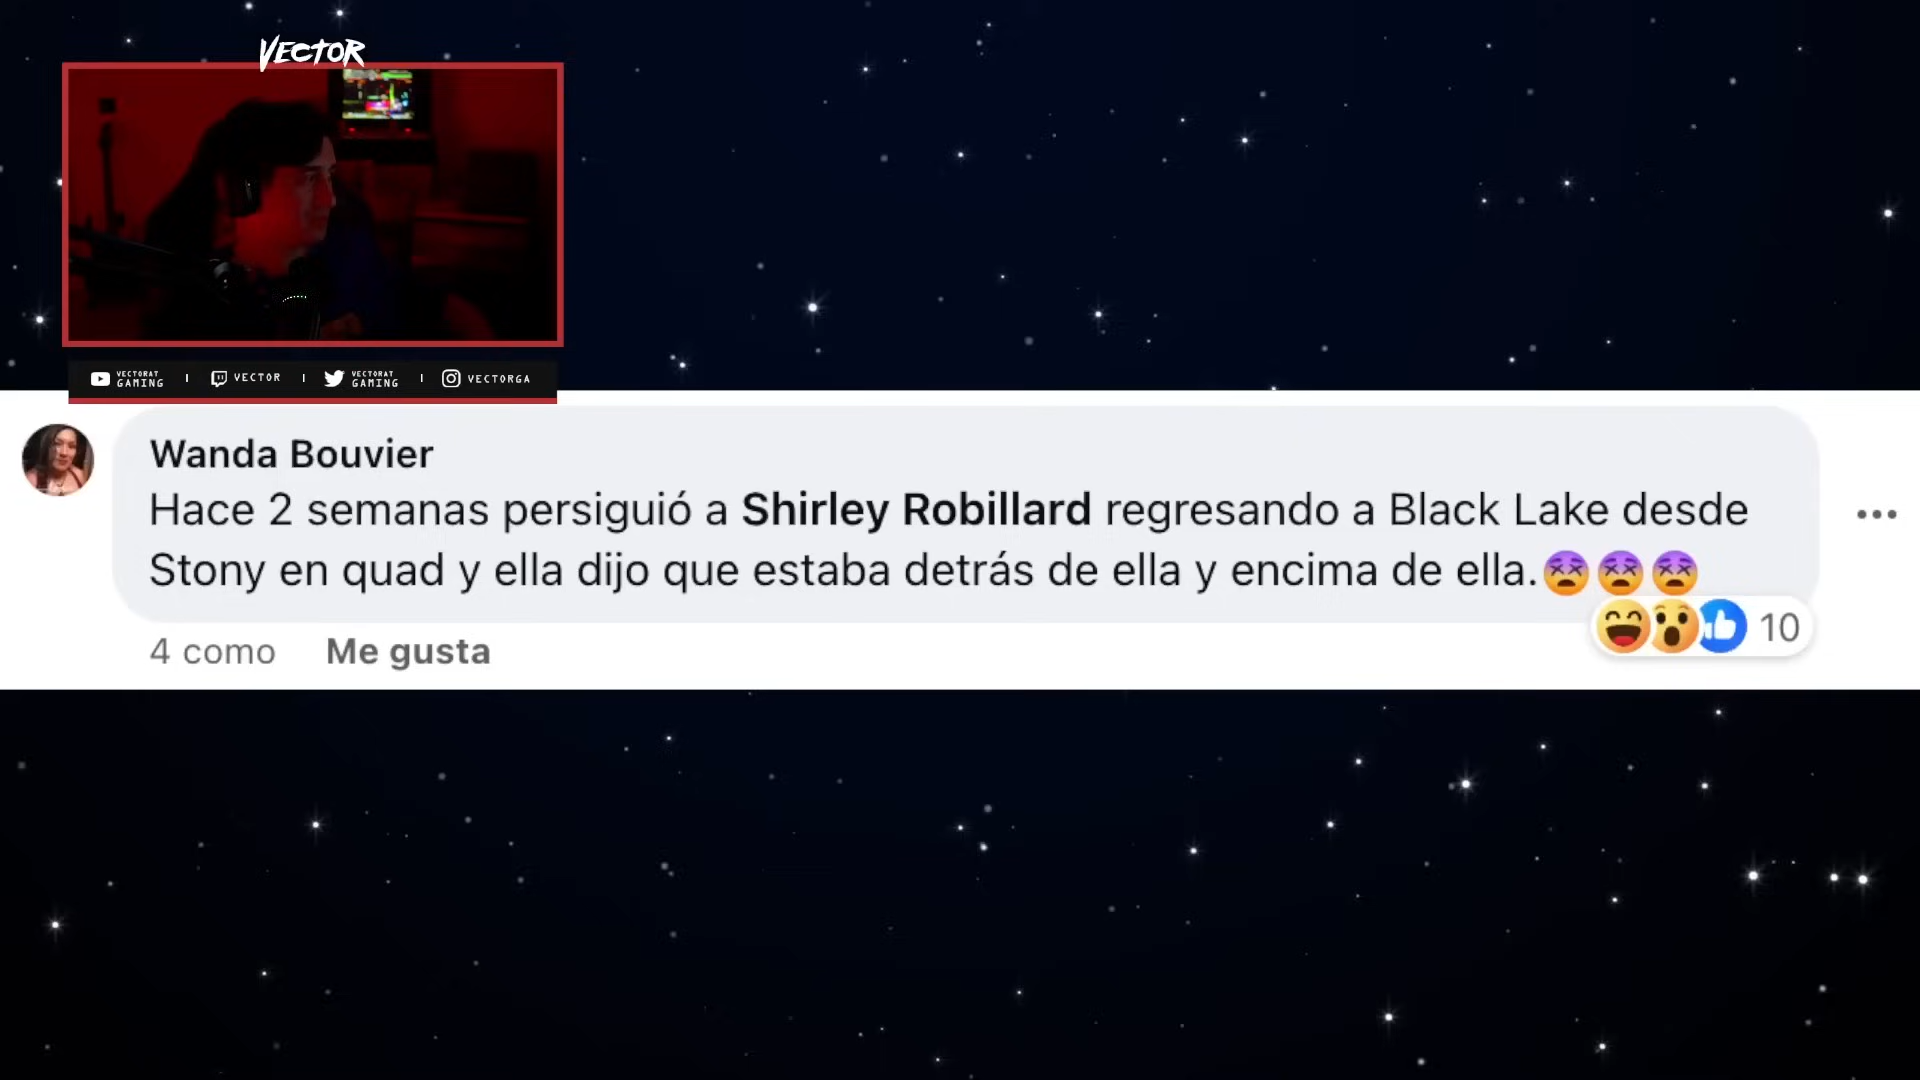 VECTOR
VECTORAT GAMING
VECTOR
VECTORAT GAMING
VECTORGA
Wanda Bouvier
Hace 2 semanas persiguió a Shirley Robillard regresando a Black Lake desde
Stony en quad y ella dijo que estaba detrás de ella y encima de ella.😫😫😫
4 como Me gusta
10